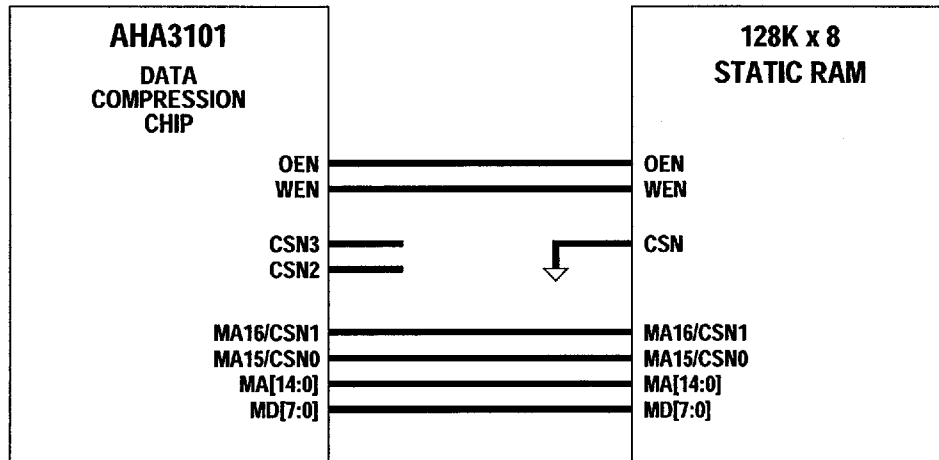 AHA3101
DATA
COMPRESSION
CHIP
128K x 8
STATIC RAM
OEN
OEN
WEN
WEN
CSN3
CSN
CSN2
MA16/CSN1
MA16/CSN1
MA15/CSN0
MA15/CSN0
MA[14:0]
MA[14:0]
MD[7:0]
MD[7:0]